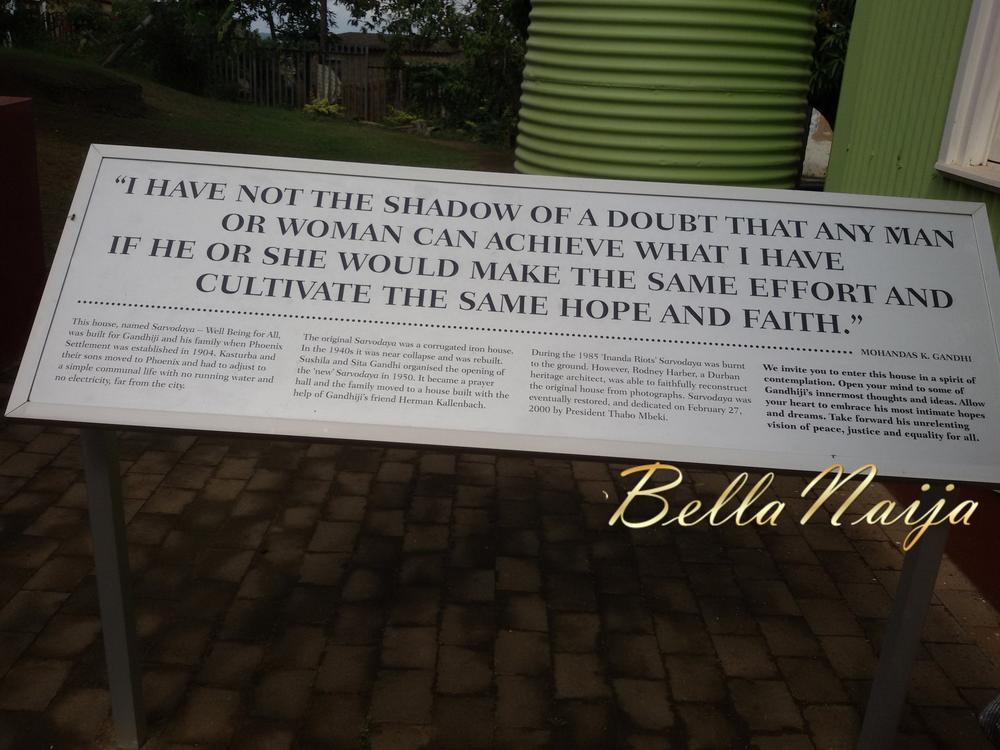 “I HAVE NOT THE SHADOW OF A DOUBT THAT ANY MAN
OR WOMAN CAN ACHIEVE WHAT I HAVE
IF HE OR SHE WOULD MAKE THE SAME EFFORT AND
CULTIVATE THE SAME HOPE AND FAITH.”
MOHANDAS K. GANDHI
This house, named Sarvodaya – Well Being for All,
was built for Gandhiji and his family when Phoenix
Settlement was established in 1904. Kasturba and
their sons moved to Phoenix and had to adjust to
a simple communal life with no running water and
no electricity, far from the city.
The original Sarvodaya was a corrugated iron house.
In the 1940s it was near collapse and was rebuilt.
Sushila and Sita Gandhi organised the opening of
the 'new' Sarvodaya in 1950. It became a prayer
hall and the family moved to a house built with the
help of Gandhiji's friend Herman Kallenbach.
During the 1985 'Inanda Riots' Sarvodaya was burnt
to the ground. However, Rodney Harber, a Durban
heritage architect, was able to faithfully reconstruct
the original house from photographs. Sarvodaya was
eventually restored, and dedicated on February 27,
2000 by President Thabo Mbeki.
We invite you to enter this house in a spirit of
contemplation. Open your mind to some of
Gandhiji's innermost thoughts and ideas. Allow
your heart to embrace his most intimate hopes
and dreams. Take forward his unrelenting
vision of peace, justice and equality for all.
BellaNaija